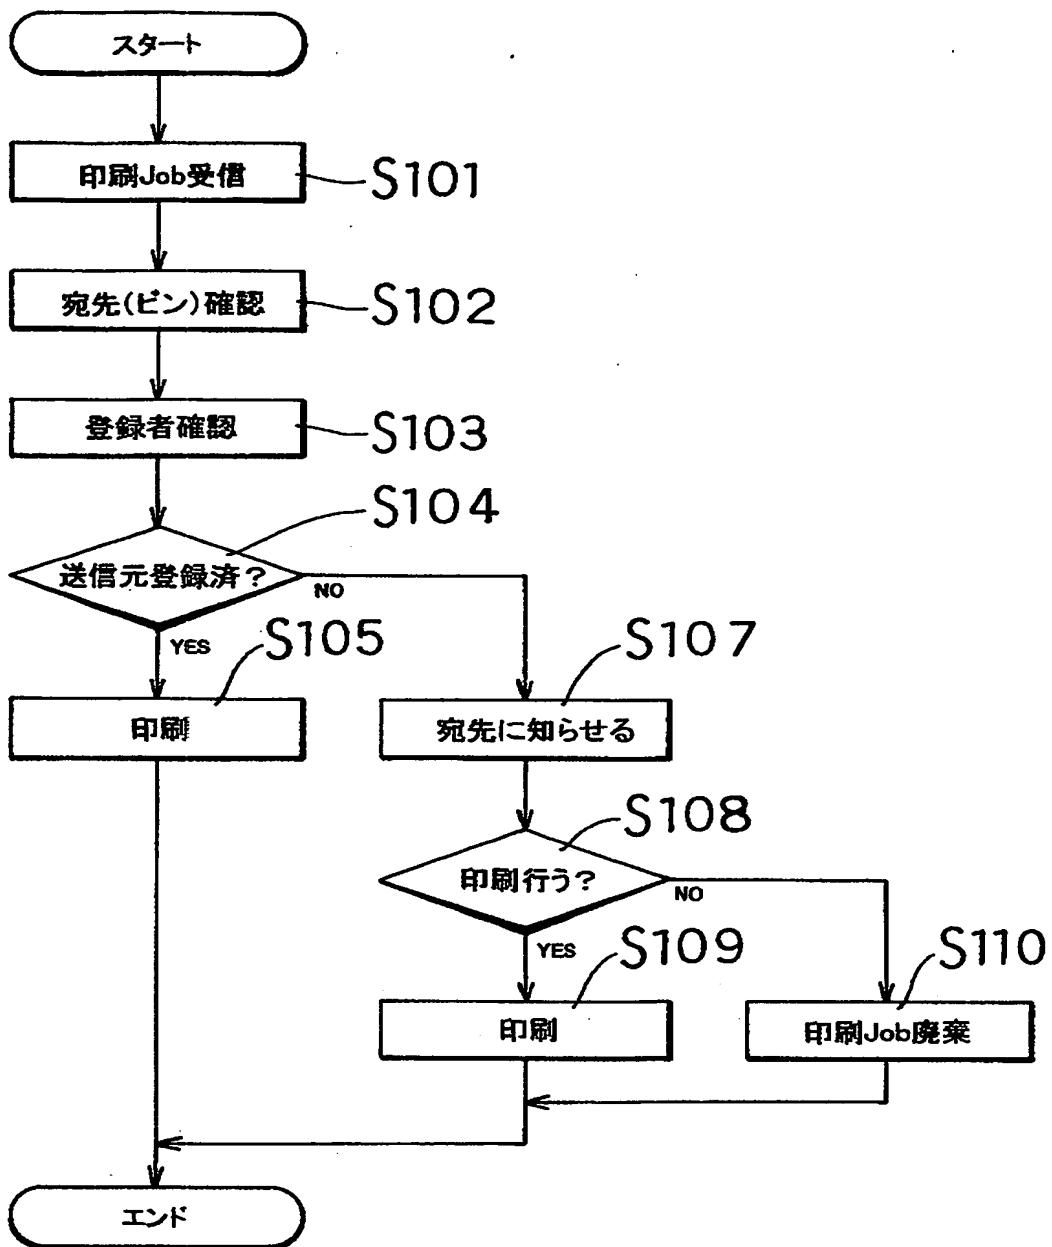 スタート
印刷Job受信
S101
宛先(ビン)確認
S102
登録者確認
S103
S104
送信元登録済?
NO
YES
S105
S107
印刷
宛先に知らせる
S108
印刷行う?
NO
YES
S109
S110
印刷
印刷Job廃棄
エンド